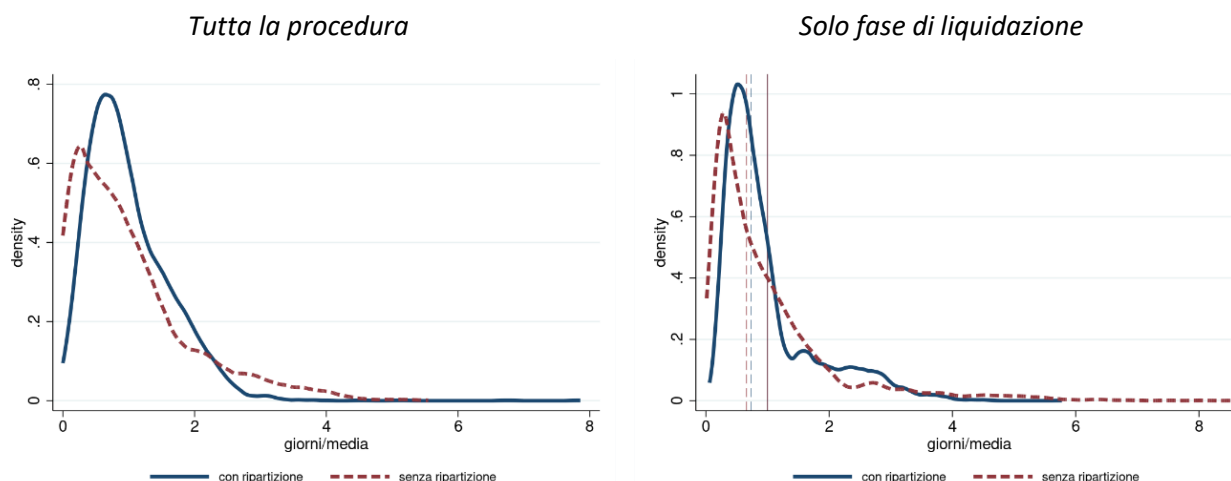 Tutta la procedura
.8
.6
.4
.2
0
density
0 2 4 6 8
giorni/media
con ripartizione senza ripartizione
Solo fase di liquidazione
1
.8
.6
.4
.2
0
density
0 2 4 6 8
giorni/media
con ripartizione senza ripartizione